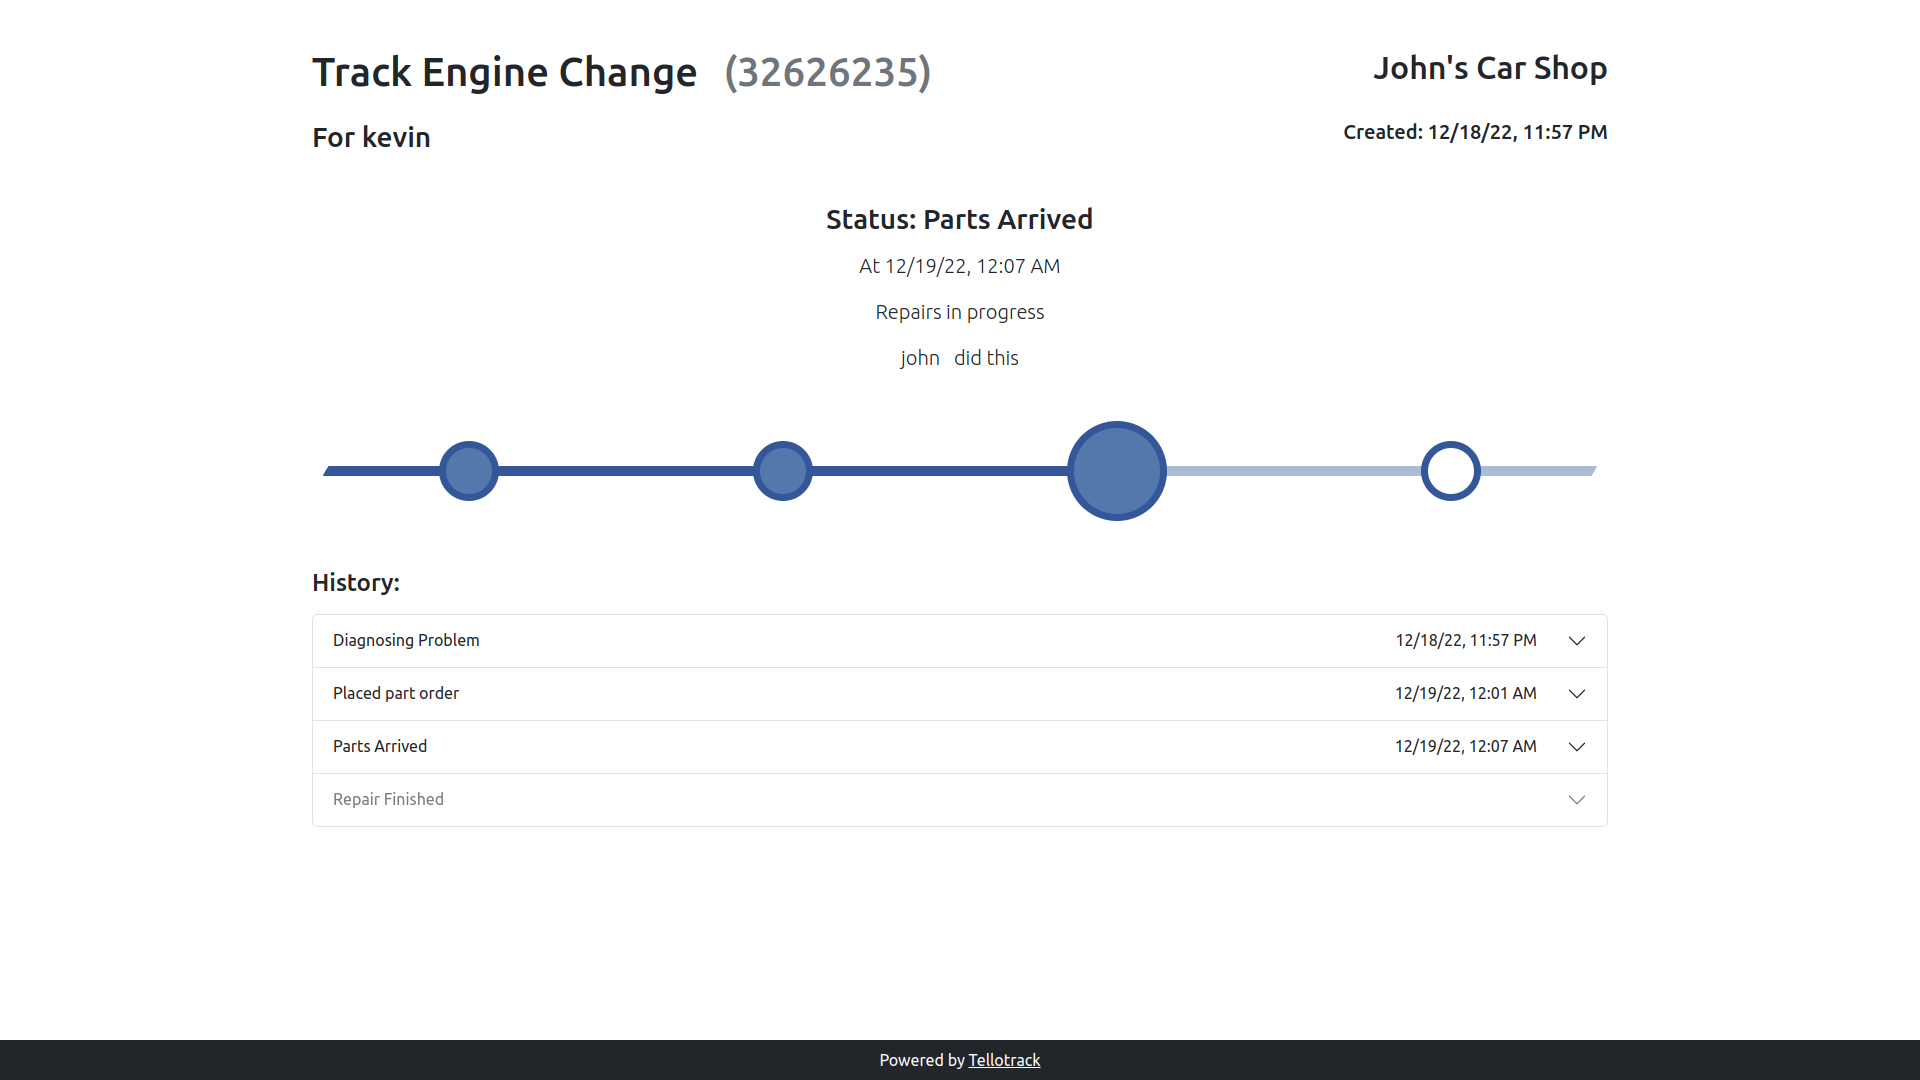 Track Engine Change (32626235)
John's Car Shop
For kevin
Created: 12/18/22, 11:57 PM
Status: Parts Arrived
At 12/19/22, 12:07 AM
Repairs in progress
john did this
History:
Diagnosing Problem 12/18/22, 11:57 PM
Placed part order 12/19/22, 12:01 AM
Parts Arrived 12/19/22, 12:07 AM
Repair Finished
Powered by Tellotrack